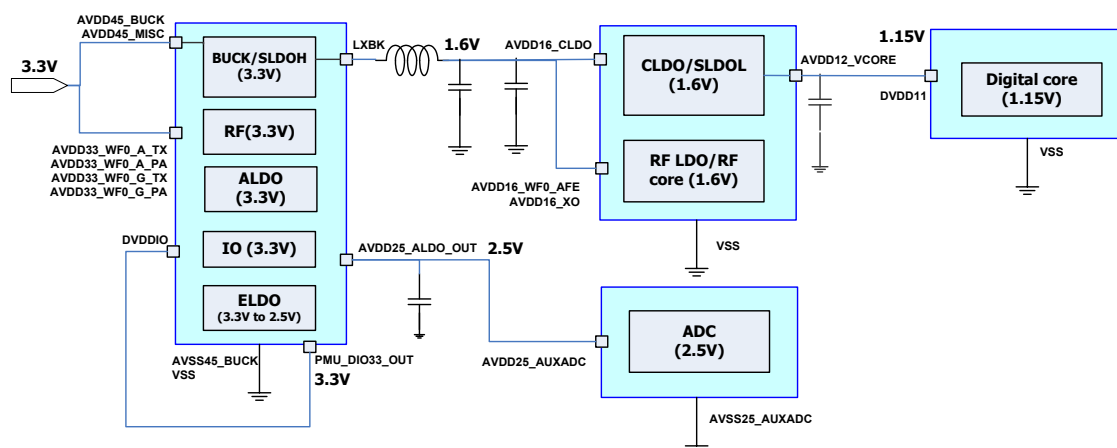 AVDD45_BUCK
AVDD45_MISC
3.3V
BUCK/SLDOH
(3.3V)
RF(3.3V)
AVDD33_WF0_A_TX
AVDD33_WF0_A_PA
AVDD33_WF0_G_TX
AVDD33_WF0_G_PA
ALDO
(3.3V)
DVDDIO
IO (3.3V)
ELDO
(3.3V to 2.5V)
AVSS45_BUCK
VSS
PMU_DIO33_OUT
3.3V
LXBK
1.6V
AVDD16_CLDO
CLDO/SLDOL
(1.6V)
RF LDO/RF
core (1.6V)
AVDD16_WF0_AFE
AVDD16_XO
VSS
AVDD25_ALDO_OUT
2.5V
ADC
(2.5V)
AVDD25_AUXADC
AVSS25_AUXADC
1.15V
AVDD12_VCORE
DVDD11
Digital core
(1.15V)
VSS